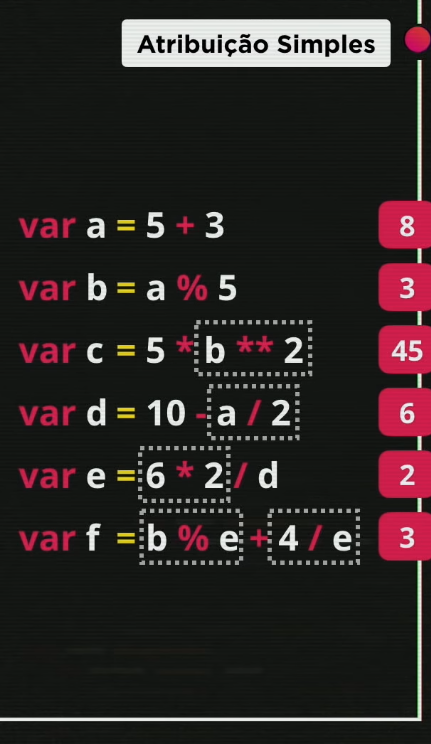 Atribuição Simples
var a = 5 + 3 8
var b = a % 5 3
var c = 5 * b ** 2 45
var d = 10 - a / 2 6
var e = 6 * 2 / d 2
var f = b % e + 4 / e 3